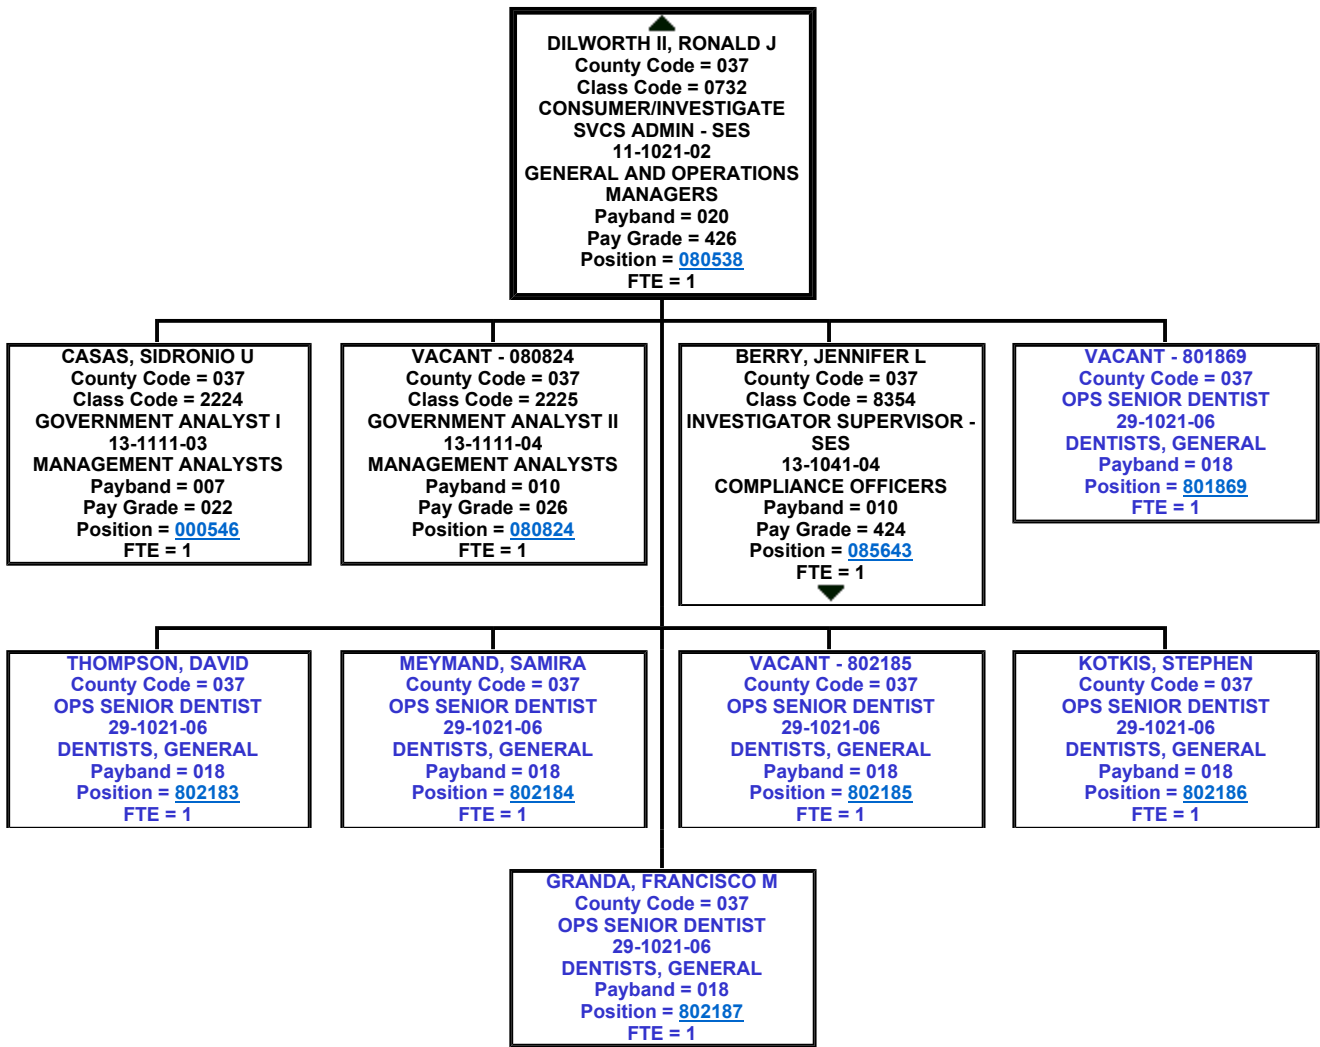 DILWORTH II, RONALD J
County Code = 037
Class Code = 0732
CONSUMER/INVESTIGATE
SVCS ADMIN - SES
11-1021-02
GENERAL AND OPERATIONS
MANAGERS
Payband = 020
Pay Grade = 426
Position = 080538
FTE = 1
CASAS, SIDRONIO U
County Code = 037
Class Code = 2224
GOVERNMENT ANALYST I
13-1111-03
MANAGEMENT ANALYSTS
Payband = 007
Pay Grade = 022
Position = 000546
FTE = 1
VACANT - 080824
County Code = 037
Class Code = 2225
GOVERNMENT ANALYST II
13-1111-04
MANAGEMENT ANALYSTS
Payband = 010
Pay Grade = 026
Position = 080824
FTE = 1
BERRY, JENNIFER L
County Code = 037
Class Code = 8354
INVESTIGATOR SUPERVISOR -
SES
13-1041-04
COMPLIANCE OFFICERS
Payband = 010
Pay Grade = 424
Position = 085643
FTE = 1
VACANT - 801869
County Code = 037
OPS SENIOR DENTIST
29-1021-06
DENTISTS, GENERAL
Payband = 018
Position = 801869
FTE = 1
THOMPSON, DAVID
County Code = 037
OPS SENIOR DENTIST
29-1021-06
DENTISTS, GENERAL
Payband = 018
Position = 802183
FTE = 1
MEYMAND, SAMIRA
County Code = 037
OPS SENIOR DENTIST
29-1021-06
DENTISTS, GENERAL
Payband = 018
Position = 802184
FTE = 1
VACANT - 802185
County Code = 037
OPS SENIOR DENTIST
29-1021-06
DENTISTS, GENERAL
Payband = 018
Position = 802185
FTE = 1
KOTKIS, STEPHEN
County Code = 037
OPS SENIOR DENTIST
29-1021-06
DENTISTS, GENERAL
Payband = 018
Position = 802186
FTE = 1
GRANDA, FRANCISCO M
County Code = 037
OPS SENIOR DENTIST
29-1021-06
DENTISTS, GENERAL
Payband = 018
Position = 802187
FTE = 1